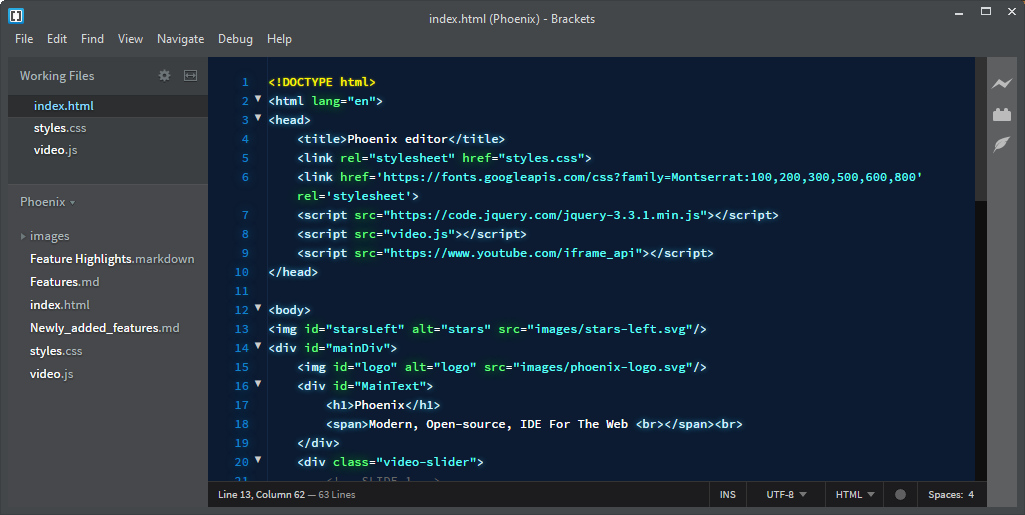 index.html (Phoenix) - Brackets
File Edit Find View Navigate Debug Help
Working Files
index.html
styles.css
video.js
Phoenix
images
Feature Highlights.markdown
Features.md
index.html
Newly_added_features.md
styles.css
video.js
1 <!DOCTYPE html>
2 <html lang="en">
3 <head>
4 <title>Phoenix editor</title>
5 <link rel="stylesheet" href="styles.css">
6 <link href='https://fonts.googleapis.com/css?family=Montserrat:100,200,300,500,600,800'
rel='stylesheet'>
7 <script src="https://code.jquery.com/jquery-3.3.1.min.js"></script>
8 <script src="video.js"></script>
9 <script src="https://www.youtube.com/iframe_api"></script>
10 </head>
11
12 <body>
13 <img id="starsLeft" alt="stars" src="images/stars-left.svg"/>
14 <div id="mainDiv">
15 <img id="logo" alt="logo" src="images/phoenix-logo.svg"/>
16 <div id="MainText">
17 <h1>Phoenix</h1>
18 <span>Modern, Open-source, IDE For The Web <br></span><br>
19 </div>
20 <div class="video-slider">
Line 13, Column 62 — 63 Lines
INS UTF-8 HTML Spaces: 4